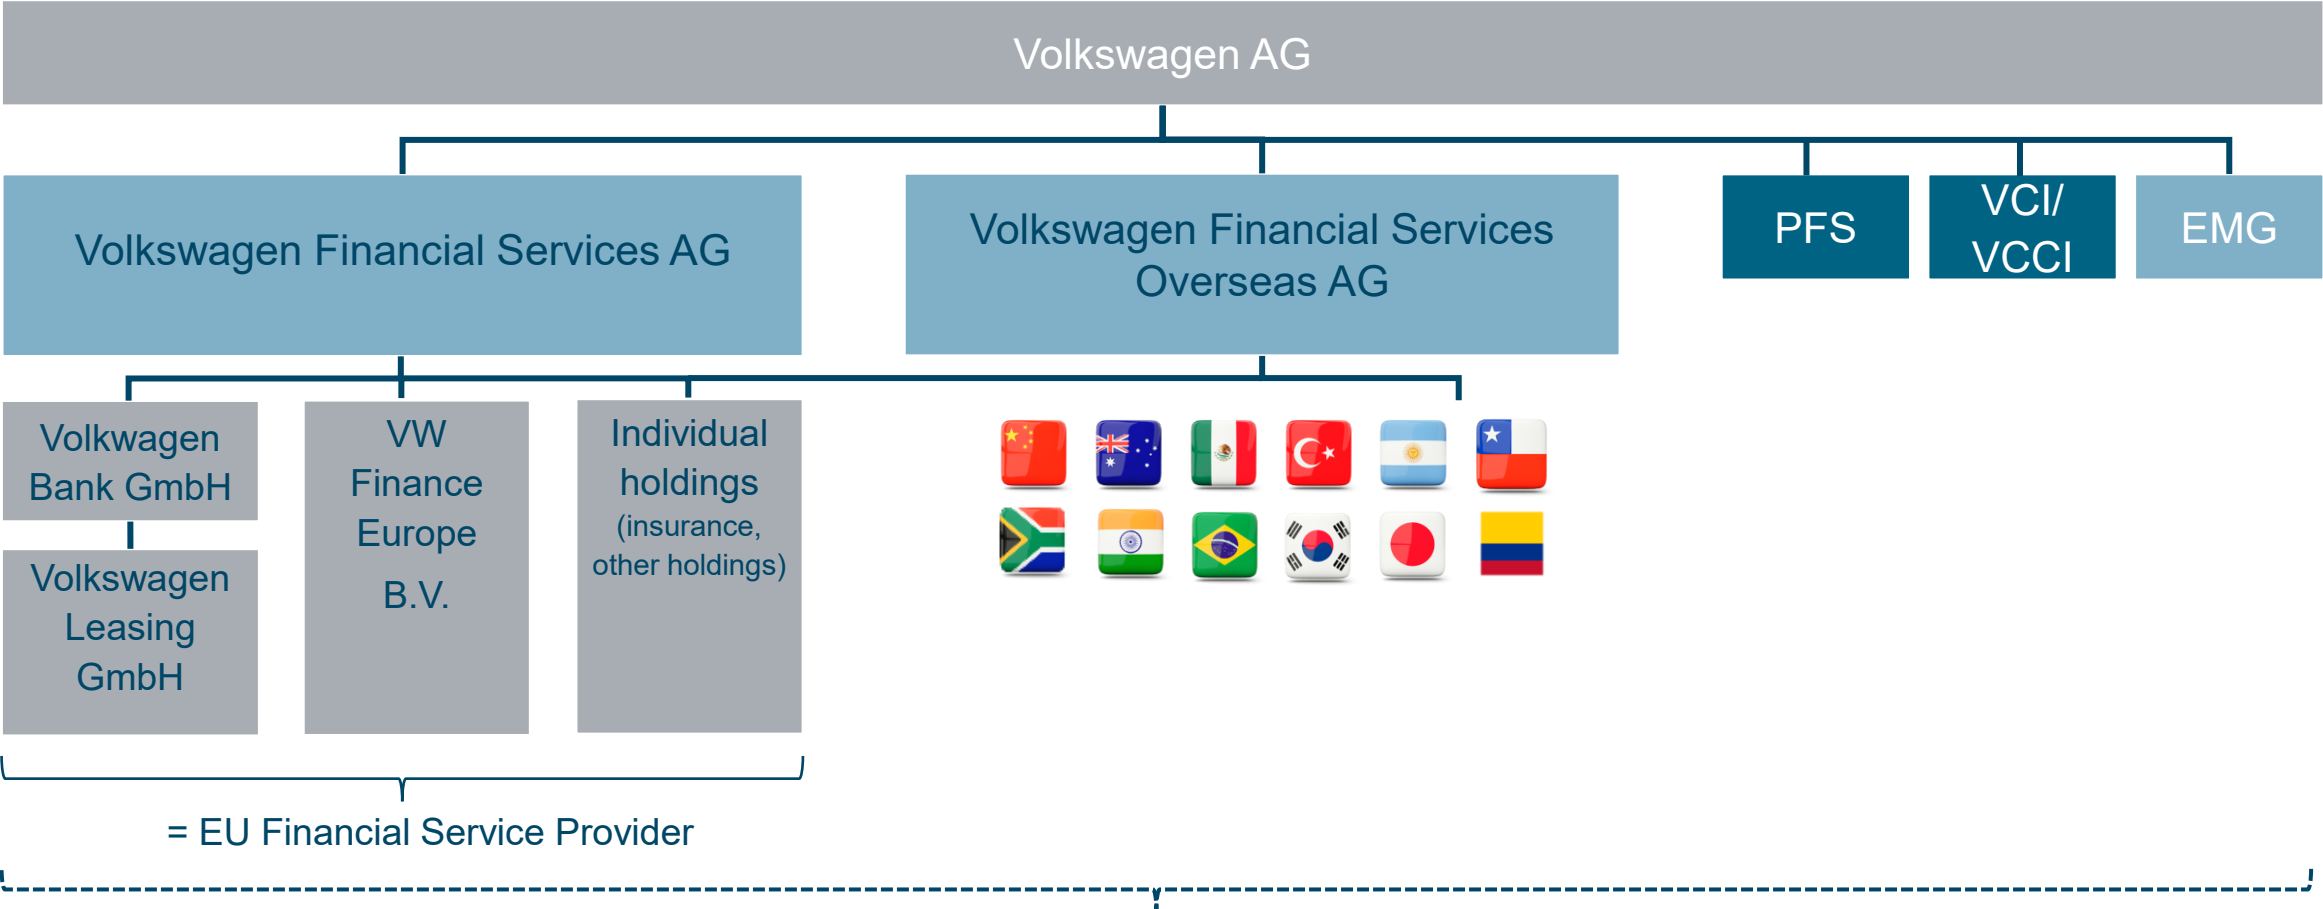 Volkswagen AG
Volkswagen Financial Services AG
Volkswagen Financial Services
Overseas AG
PFS
VCI/
VCCI
EMG
Volkwagen
Bank GmbH
Volkswagen
Leasing
GmbH
VW
Finance
Europe
B.V.
Individual
holdings
(insurance,
other holdings)
= EU Financial Service Provider